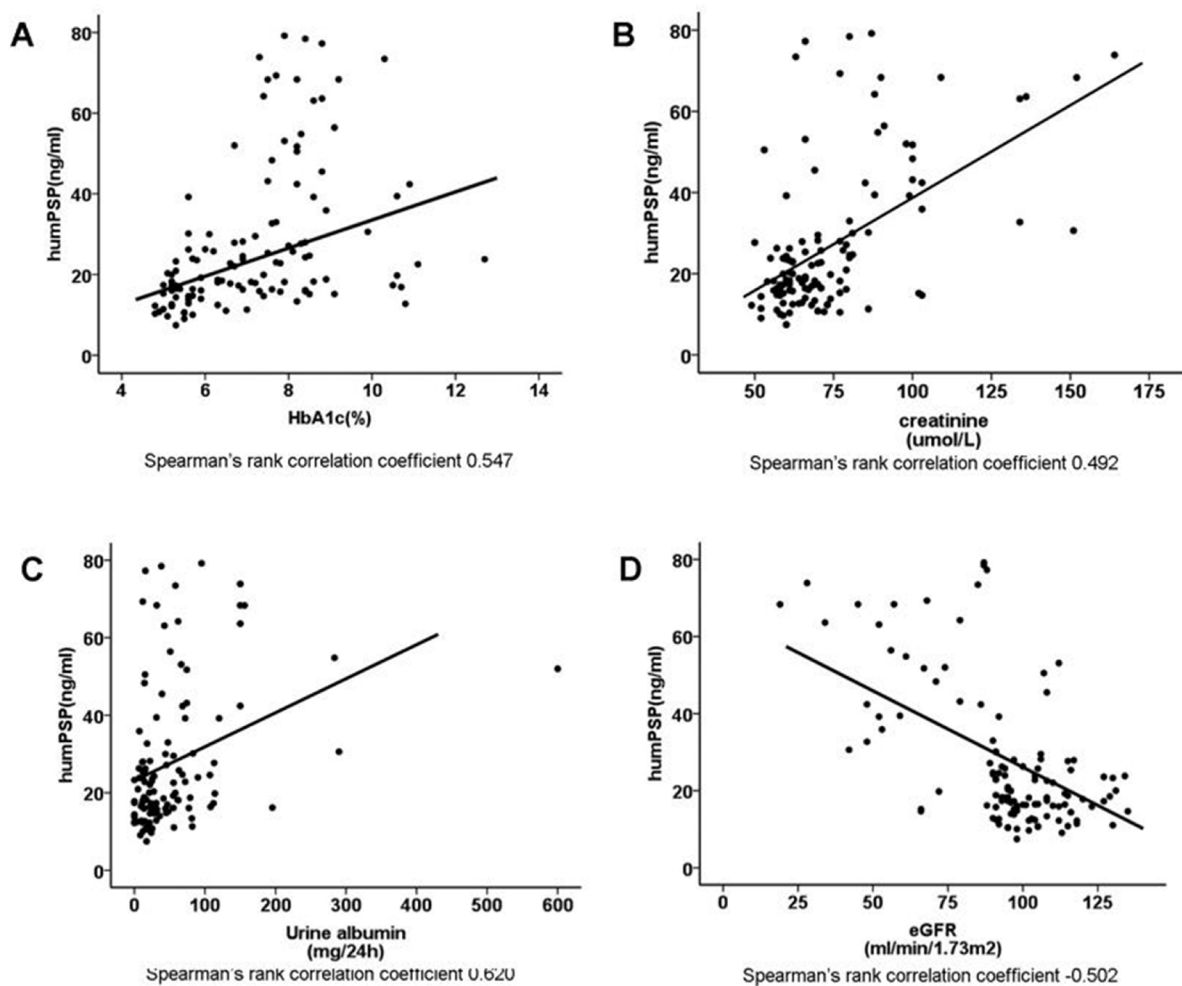 A
humPSP(ng/ml)
80
60
40
20
0
4 6 8 10 12 14
HbA1c(%)
Spearman's rank correlation coefficient 0.547
B
humPSP(ng/ml)
80
60
40
20
0
50 75 100 125 150 175
creatinine
(umol/L)
Spearman's rank correlation coefficient 0.492
C
humPSP(ng/ml)
80
60
40
20
0
0 100 200 300 400 500 600
Urine albumin
(mg/24h)
Spearman's rank correlation coefficient 0.620
D
humPSP(ng/ml)
80
60
40
20
0
0 25 50 75 100 125
eGFR
(ml/min/1.73m2)
Spearman's rank correlation coefficient -0.502